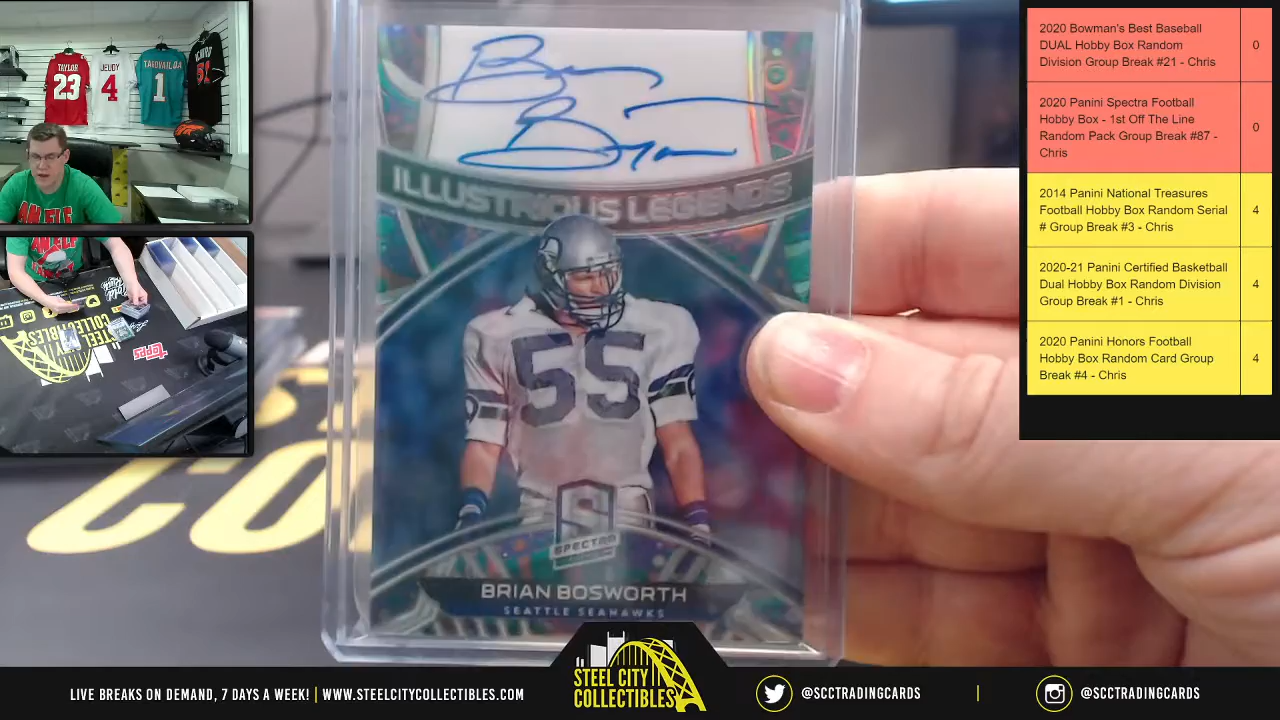 TAYLOR
23
JEUDY
4
TAGOVAILOA
1
51
ILLUSTRIOUS LEGENDS
55
S
SPECTRA
BRIAN BOSWORTH
SEATTLE SEAHAWKS
topps
2020 Bowman's Best Baseball
DUAL Hobby Box Random
Division Group Break #21 - Chris
0
2020 Panini Spectra Football
Hobby Box - 1st Off The Line
Random Pack Group Break #87 -
Chris
0
2014 Panini National Treasures
Football Hobby Box Random Serial
# Group Break #3 - Chris
4
2020-21 Panini Certified Basketball
Dual Hobby Box Random Division
Group Break #1 - Chris
4
2020 Panini Honors Football
Hobby Box Random Card Group
Break #4 - Chris
4
LIVE BREAKS ON DEMAND, 7 DAYS A WEEK! | WWW.STEELCITYCOLLECTIBLES.COM
STEEL CITY
COLLECTIBLES
@SCCTRADINGCARDS
@SCCTRADINGCARDS